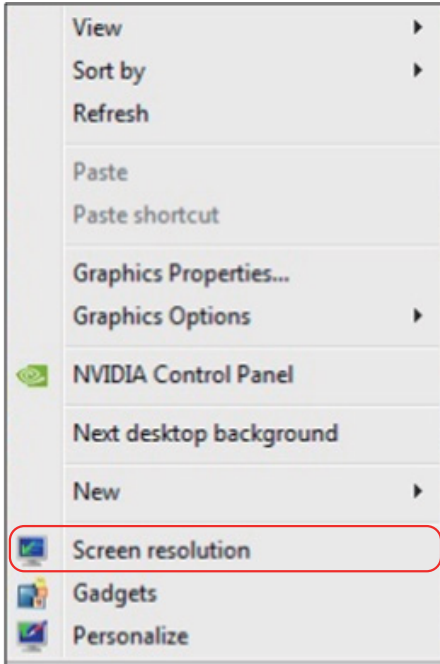 View
Sort by
Refresh
Paste
Paste shortcut
Graphics Properties...
Graphics Options
NVIDIA Control Panel
Next desktop background
New
Screen resolution
Gadgets
Personalize